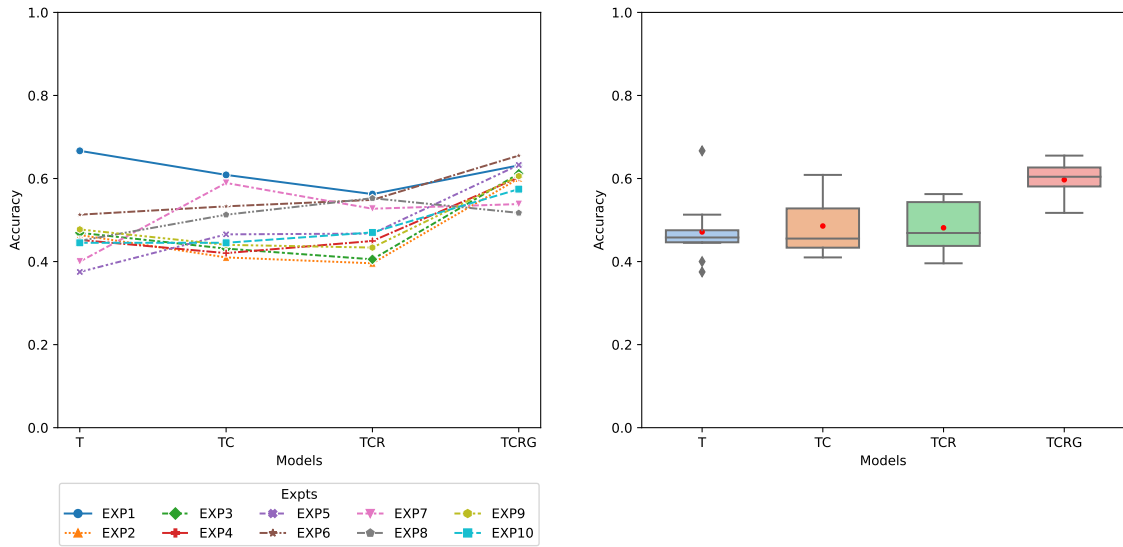 1.0
0.8
0.6
0.4
0.2
0.0
Accuracy
T TC TCR TCRG
Models
1.0
0.8
0.6
0.4
0.2
0.0
Accuracy
T TC TCR TCRG
Models
Expts
EXP1 EXP3 EXP5 EXP7 EXP9
EXP2 EXP4 EXP6 EXP8 EXP10